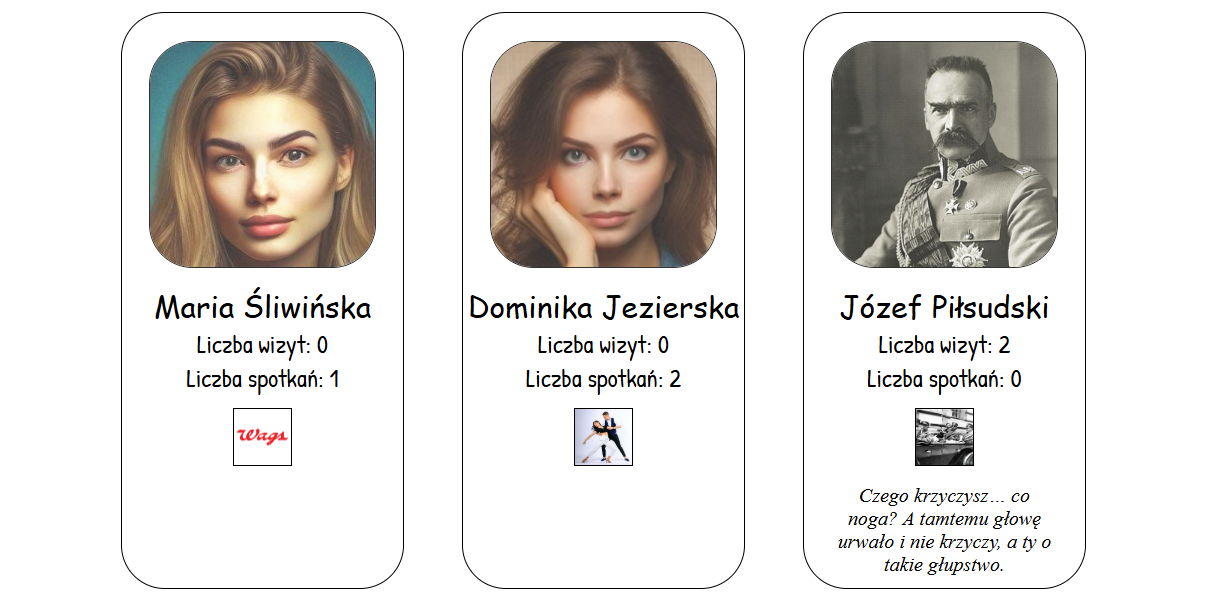 Maria Śliwińska
Liczba wizyt: 0
Liczba spotkań: 1
Wags
Dominika Jezierska
Liczba wizyt: 0
Liczba spotkań: 2
Józef Piłsudski
Liczba wizyt: 2
Liczba spotkań: 0
Czego krzyczysz… co
noga? A tamtemu głowę
urwało i nie krzyczy, a ty o
takie głupstwo.